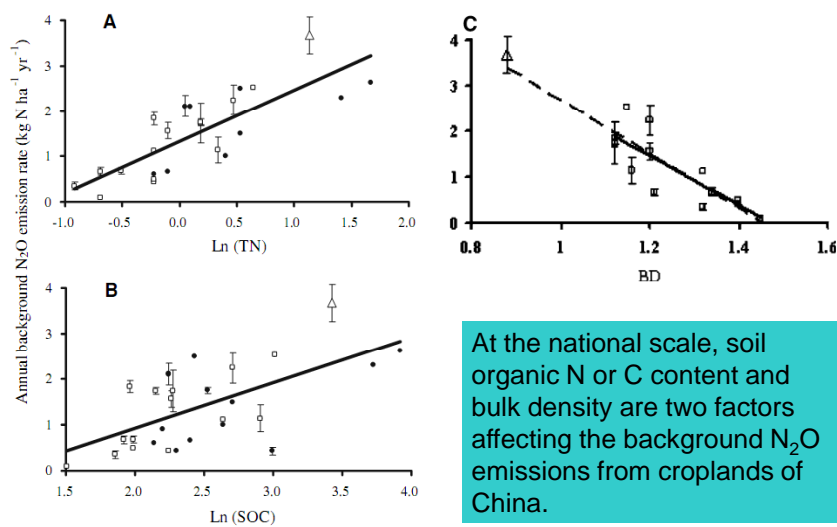 A
Annual background N₂O emission rate (kg N ha⁻¹ yr⁻¹)
4
3
2
1
0
-1.0 -0.5 0.0 0.5 1.0 1.5 2.0
Ln (TN)
B
4
3
2
1
0
1.5 2.0 2.5 3.0 3.5 4.0
Ln (SOC)
C
4
3
2
1
0
0.8 1 1.2 1.4 1.6
BD
At the national scale, soil
organic N or C content and
bulk density are two factors
affecting the background N₂O
emissions from croplands of
China.